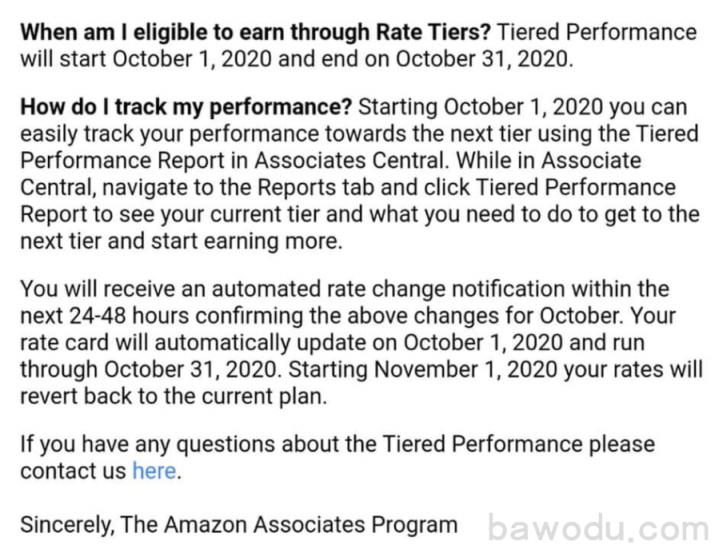 When am I eligible to earn through Rate Tiers? Tiered Performance
will start October 1, 2020 and end on October 31, 2020.
How do I track my performance? Starting October 1, 2020 you can
easily track your performance towards the next tier using the Tiered
Performance Report in Associates Central. While in Associate
Central, navigate to the Reports tab and click Tiered Performance
Report to see your current tier and what you need to do to get to the
next tier and start earning more.
You will receive an automated rate change notification within the
next 24-48 hours confirming the above changes for October. Your
rate card will automatically update on October 1, 2020 and run
through October 31, 2020. Starting November 1, 2020 your rates will
revert back to the current plan.
If you have any questions about the Tiered Performance please
contact us here.
Sincerely, The Amazon Associates Program
bawodu.com